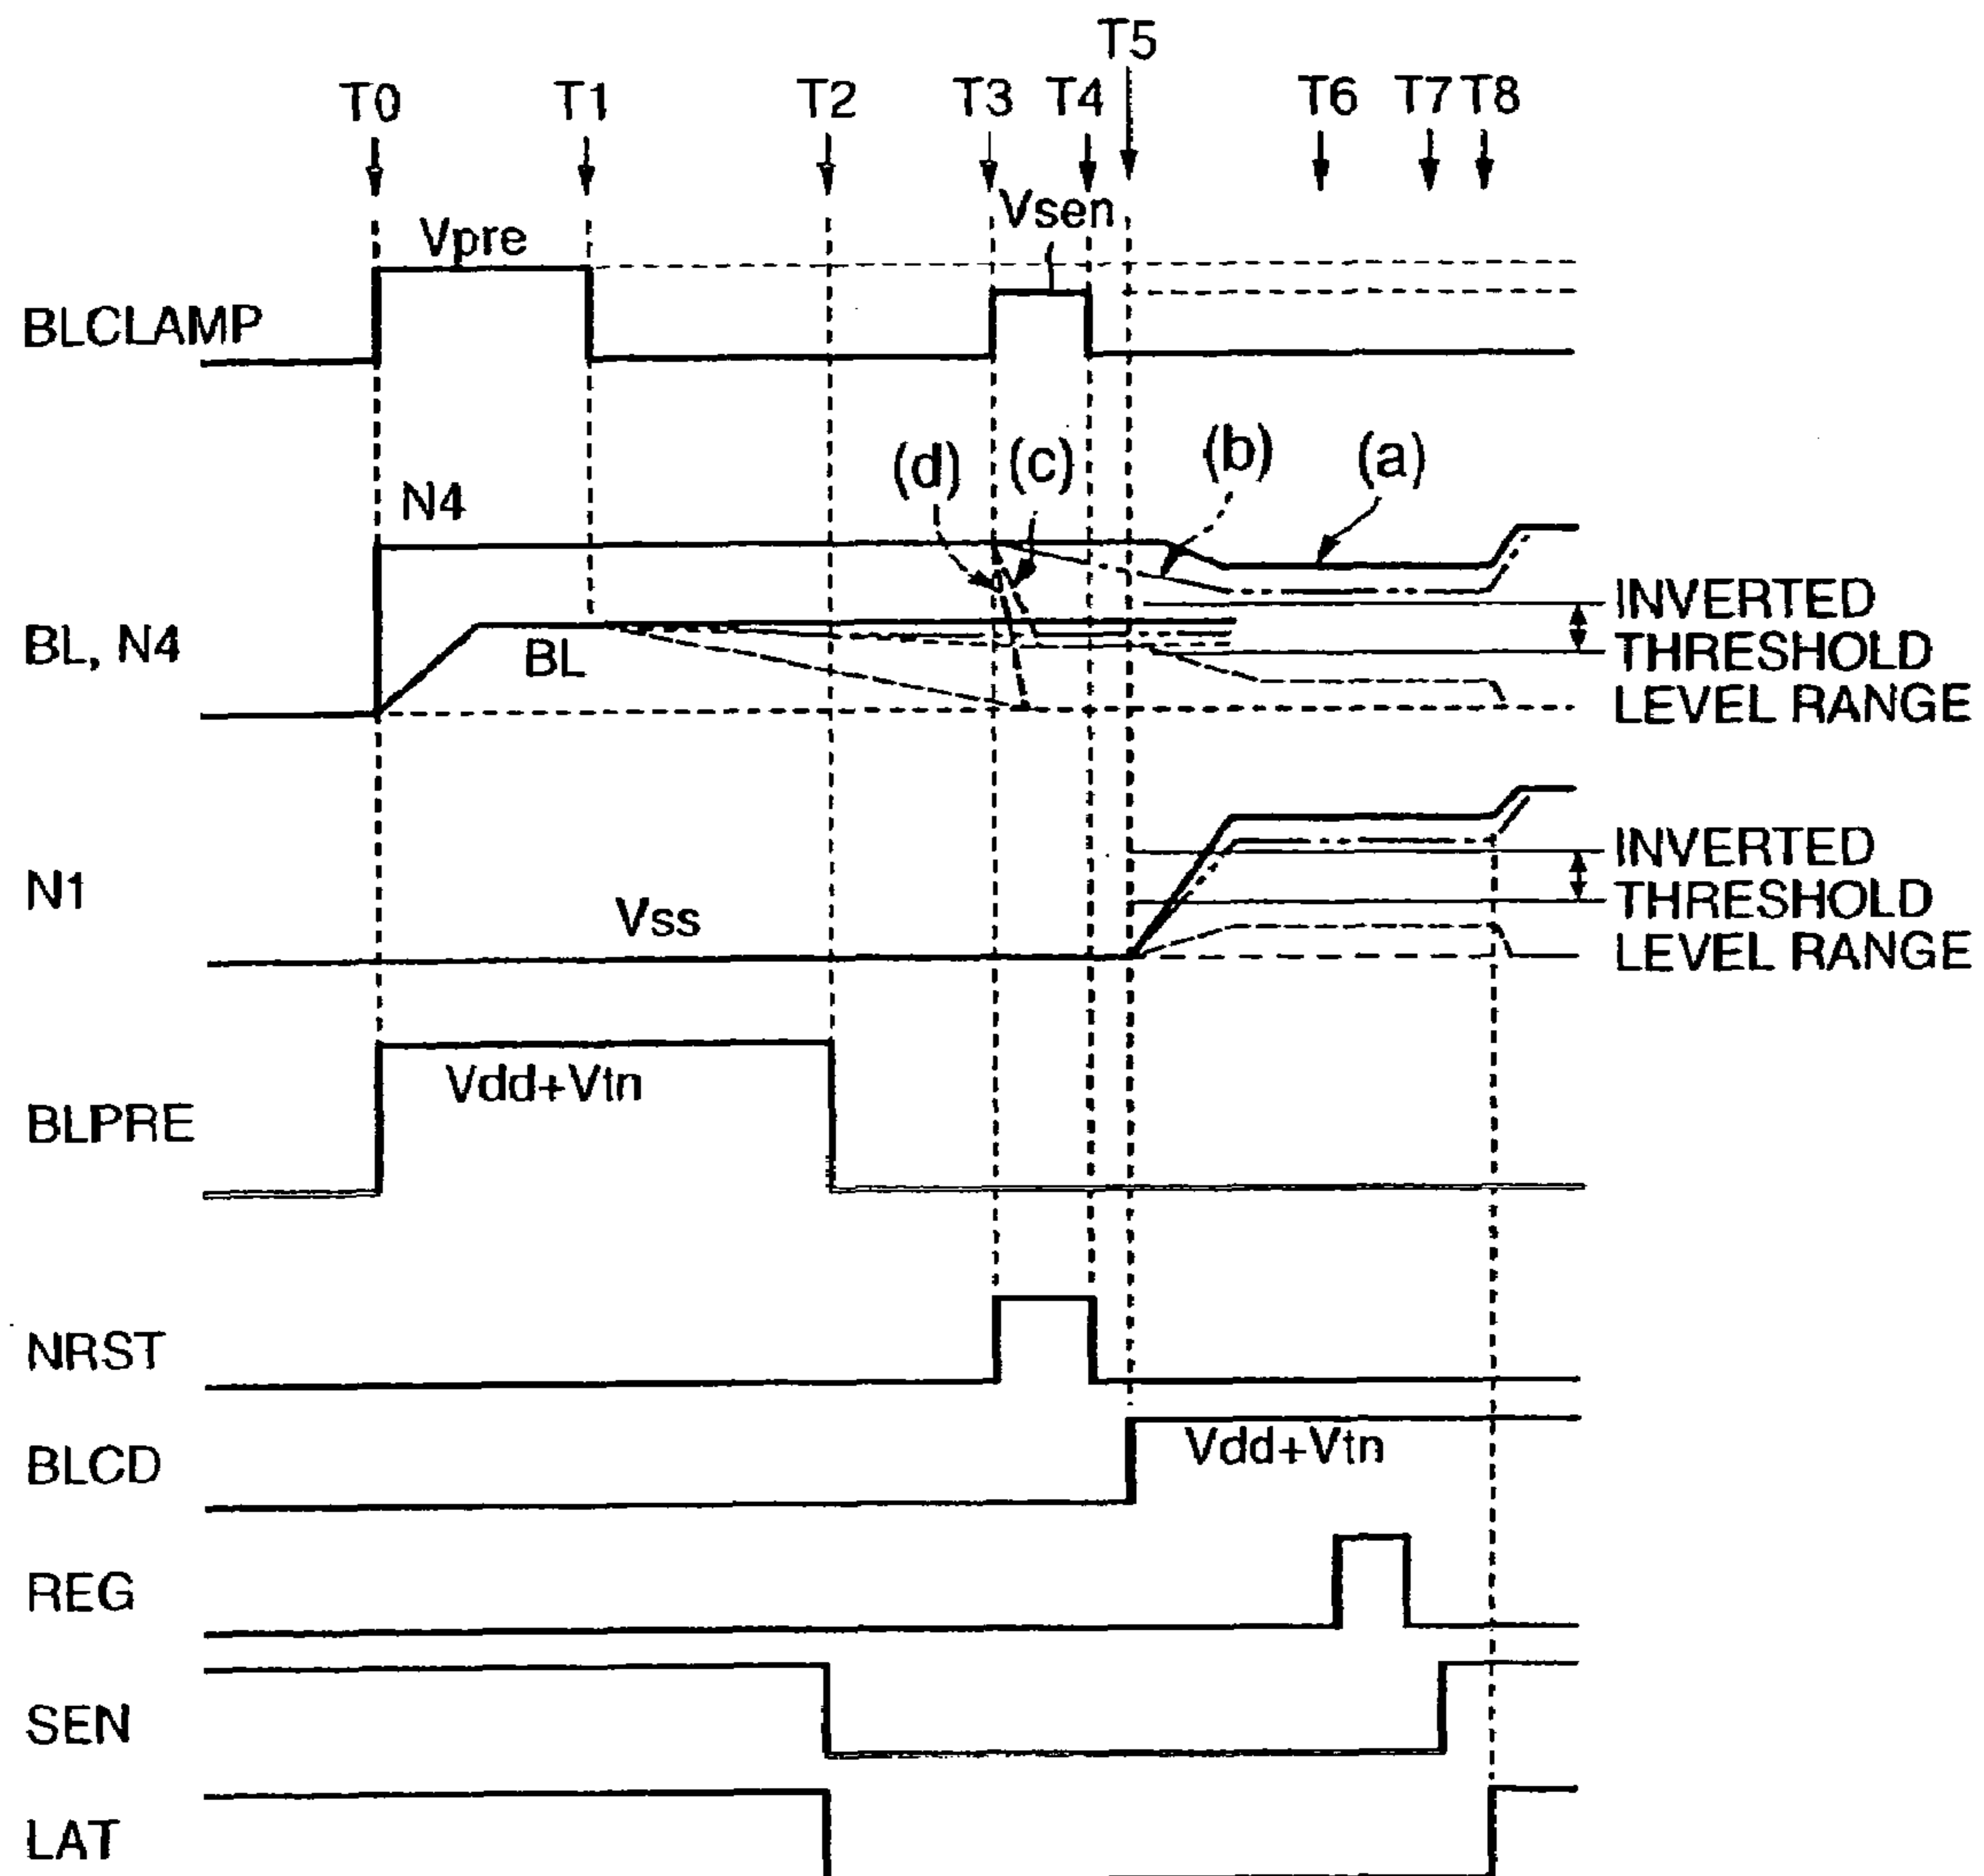 T5
T0 T1 T2 T3 T4 T6 T7 T8
Vpre Vsen
BLCLAMP
(d) (c) (b) (a)
N4
BL, N4
BL
INVERTED
THRESHOLD
LEVEL RANGE
N1
Vss
INVERTED
THRESHOLD
LEVEL RANGE
BLPRE
Vdd+Vtn
NRST
BLCD
Vdd+Vtn
REG
SEN
LAT